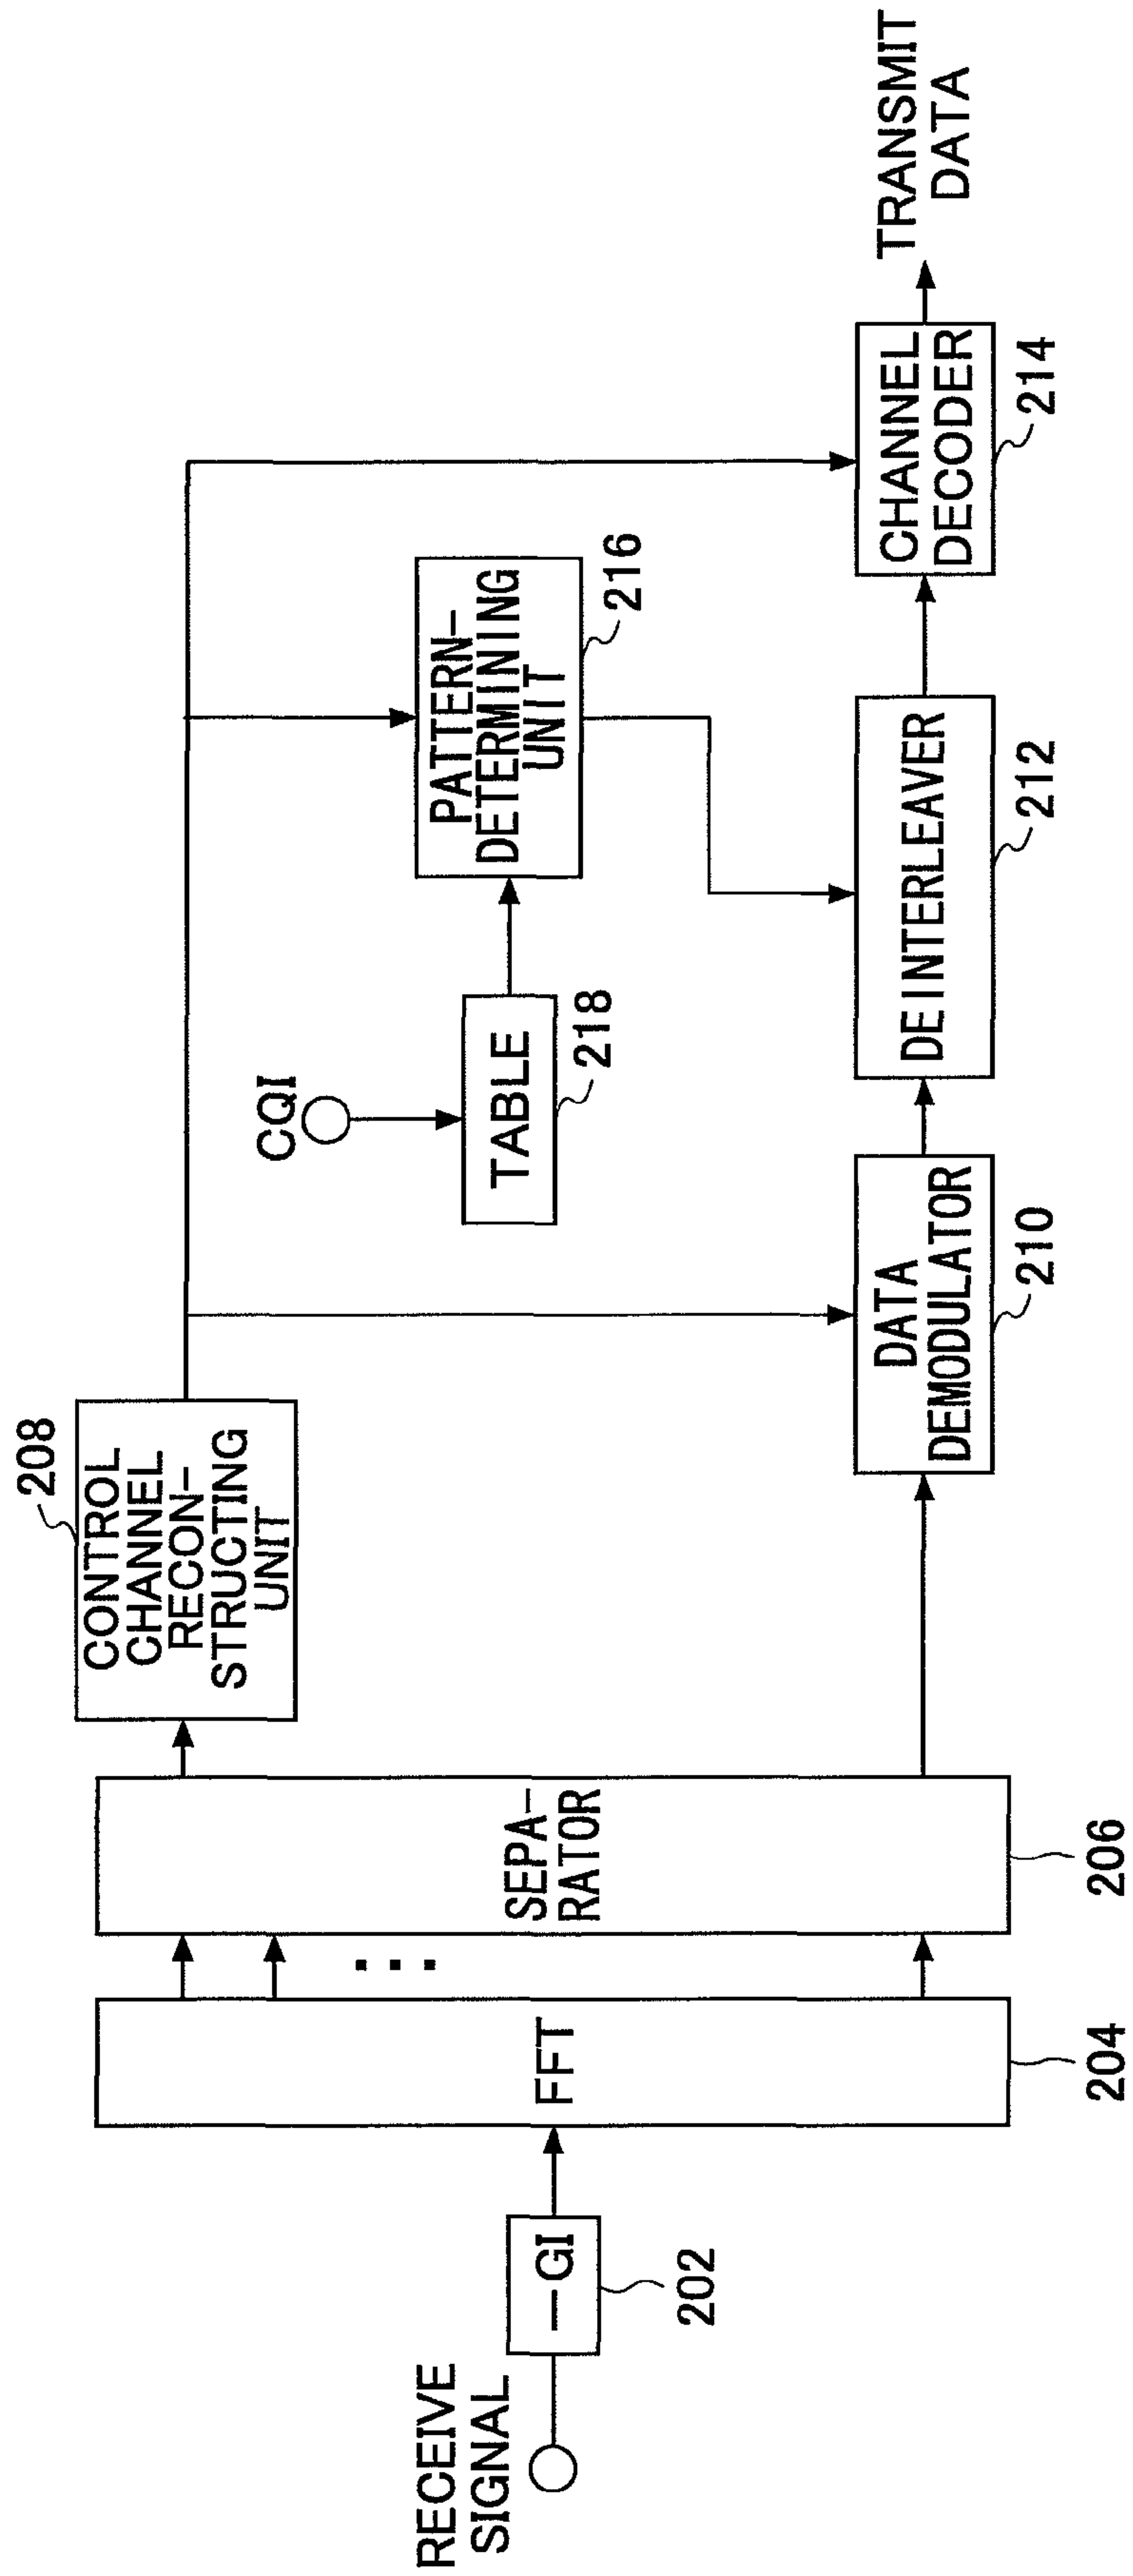 RECEIVE
SIGNAL
—GI
202
FFT
204
SEPA-
RATOR
206
CONTROL
CHANNEL
RECON-
STRUCTING
UNIT
208
DATA
DEMODULATOR
210
CQI
TABLE
218
PATTERN-
DETERMINING
UNIT
216
DEINTERLEAVER
212
CHANNEL
DECODER
214
TRANSMIT
DATA